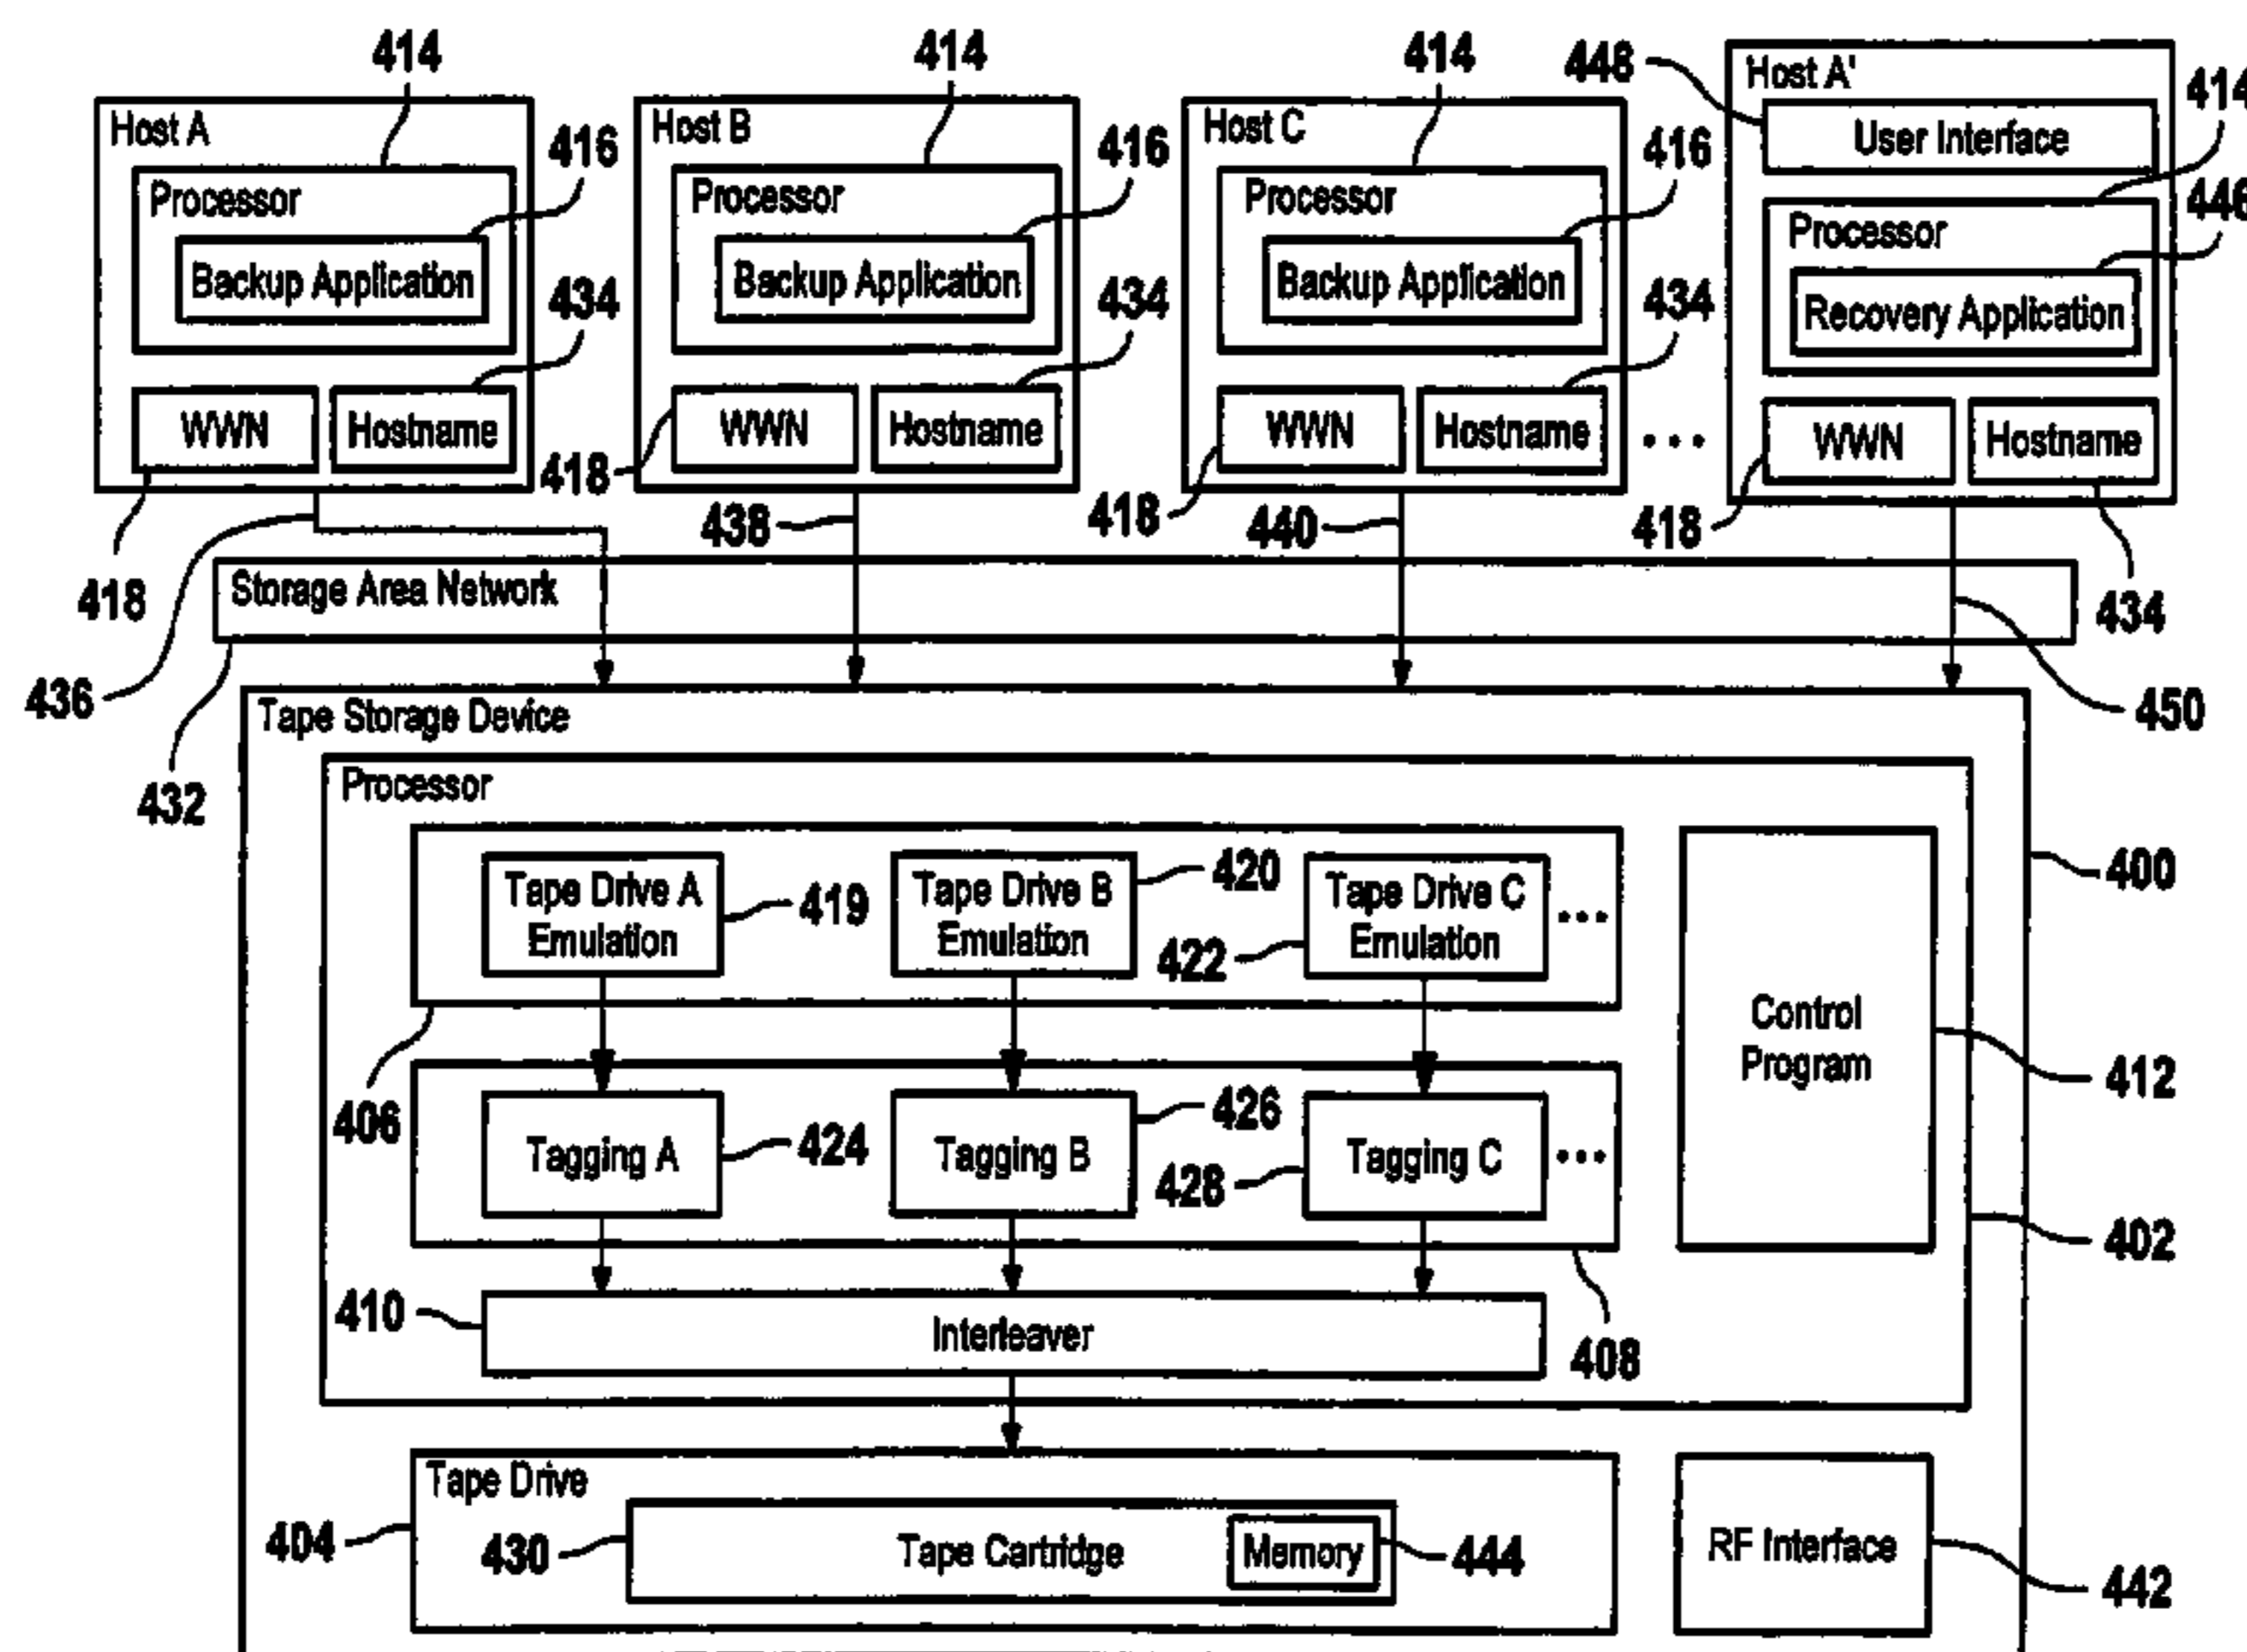 414
414
414
448
Host A'
414
Host A
Host B
Host C
User Interface
416
416
416
Processor
Processor
Processor
446
Processor
Backup Application
Backup Application
Backup Application
434
434
434
Recovery Application
WWN
Hostname
WWN
Hostname
WWN
Hostname
...
WWN
Hostname
418
418
438
440
418
418
Storage Area Network
434
436
432
Tape Storage Device
450
Processor
400
Tape Drive A
Emulation
419
Tape Drive B
Emulation
420
Tape Drive C
Emulation
422
...
Control
Program
412
406
Tagging A
424
Tagging B
426
Tagging C
428
...
402
410
Interleaver
408
Tape Drive
404
430
Tape Cartridge
Memory
444
RF Interface
442